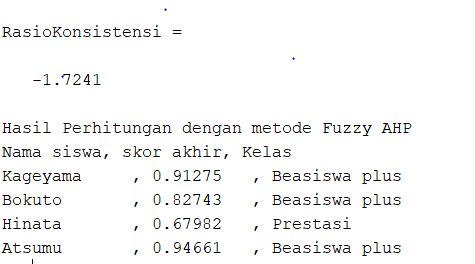 RasioKonsistensi =
-1.7241
Hasil Perhitungan dengan metode Fuzzy AHP
Nama siswa, skor akhir, Kelas
Kageyama , 0.91275 , Beasiswa plus
Bokuto , 0.82743 , Beasiswa plus
Hinata , 0.67982 , Prestasi
Atsumu , 0.94661 , Beasiswa plus